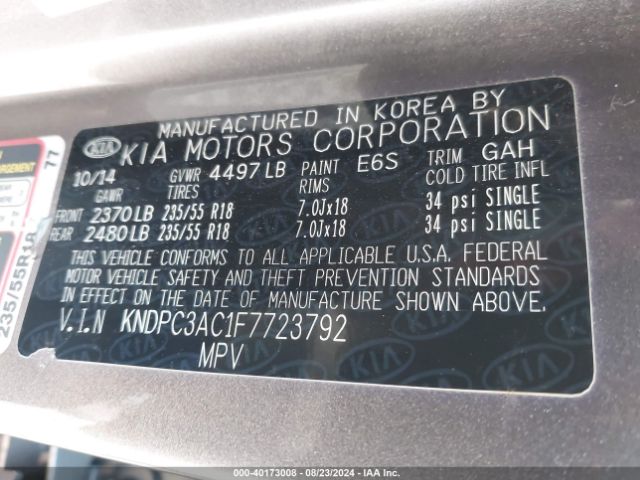 MANUFACTURED IN KOREA BY
KIA KIA MOTORS CORPORATION
10/14 GVWR 4497 LB PAINT E6S TRIM GAH
GAWR TIRES RIMS COLD TIRE INFL
FRONT 2370 LB 235/55 R18 7.0Jx18 34 psi SINGLE
REAR 2480 LB 235/55 R18 7.0Jx18 34 psi SINGLE
THIS VEHICLE CONFORMS TO ALL APPLICABLE U.S.A. FEDERAL
MOTOR VEHICLE SAFETY AND THEFT PREVENTION STANDARDS
IN EFFECT ON THE DATE OF MANUFACTURE SHOWN ABOVE.
V.I.N KNDPC3AC1F7723792
MPV
77
235/55R18
000-40173008 - 08/23/2024 - IAA Inc.